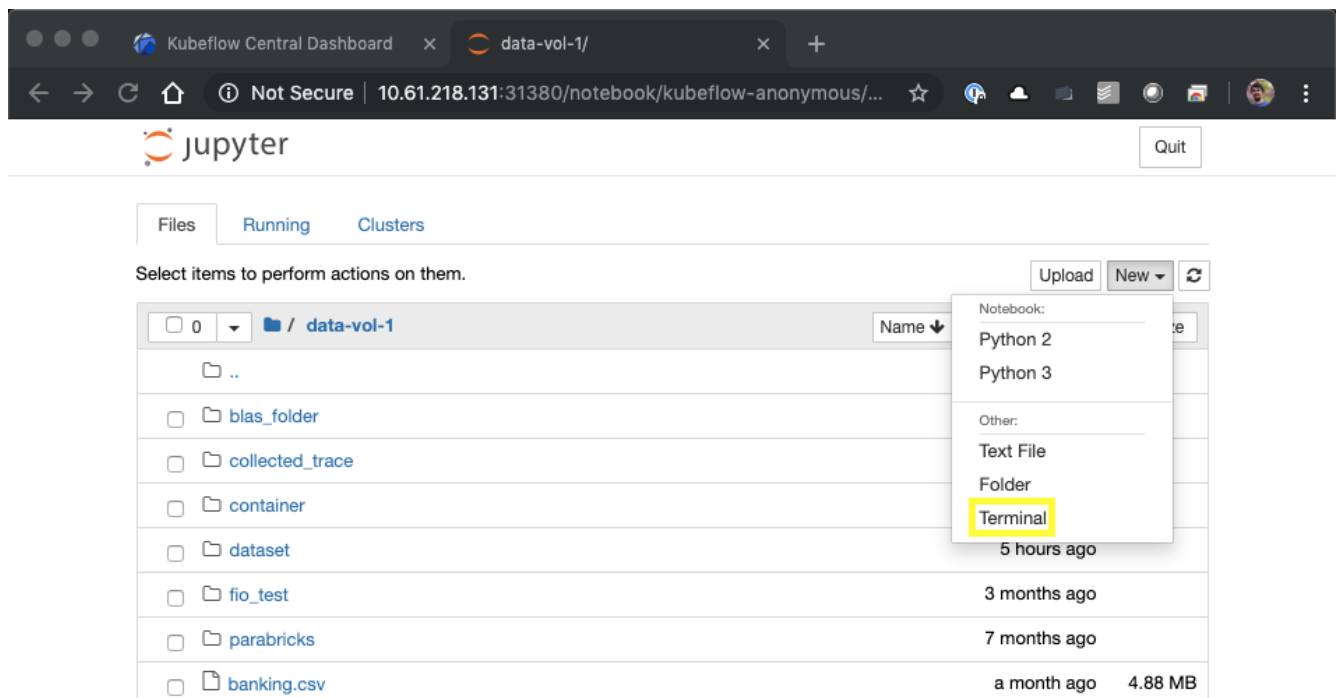 Kubeflow Central Dashboard
data-vol-1/
Not Secure | 10.61.218.131:31380/notebook/kubeflow-anonymous/...
jupyter
Quit
Files Running Clusters
Select items to perform actions on them.
Upload New
0 / data-vol-1 Name
Notebook:
Python 2
Python 3
Other:
Text File
Folder
Terminal
..
blas_folder
collected_trace
container
dataset 5 hours ago
fio_test 3 months ago
parabricks 7 months ago
banking.csv a month ago 4.88 MB